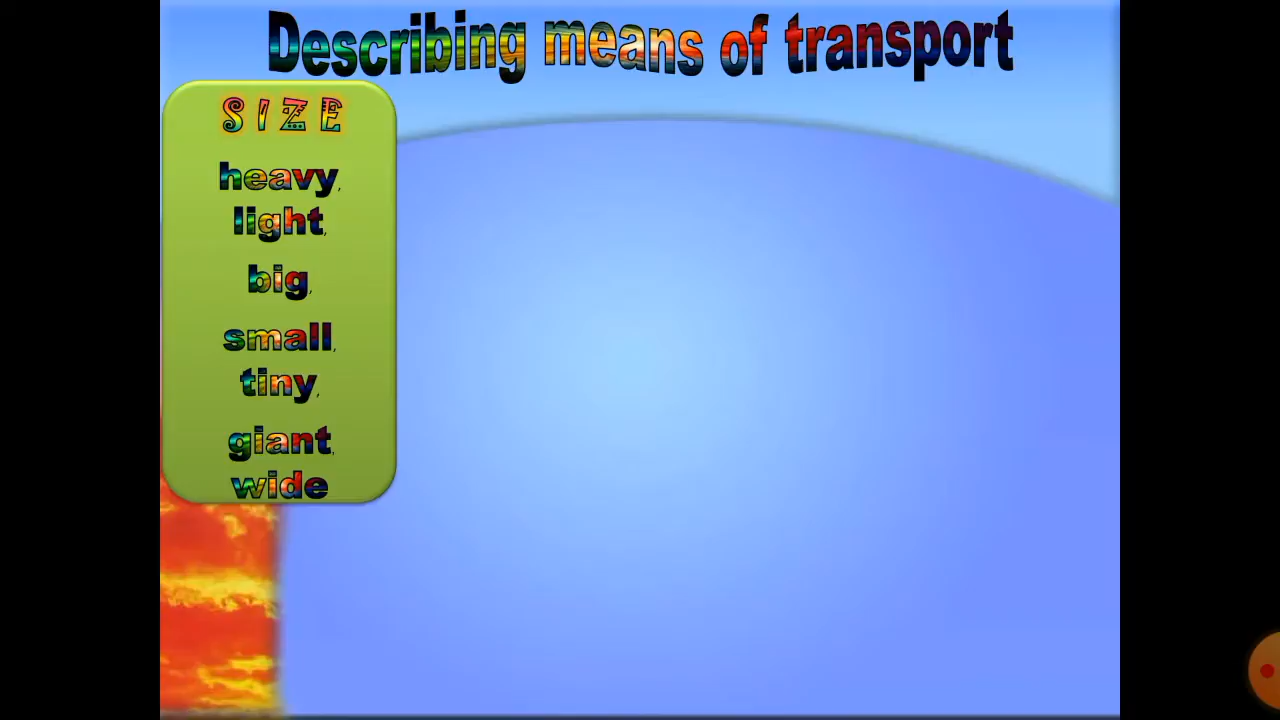 Describing means of transport
SIZE
heavy,
light,
big,
small,
tiny,
giant,
wide